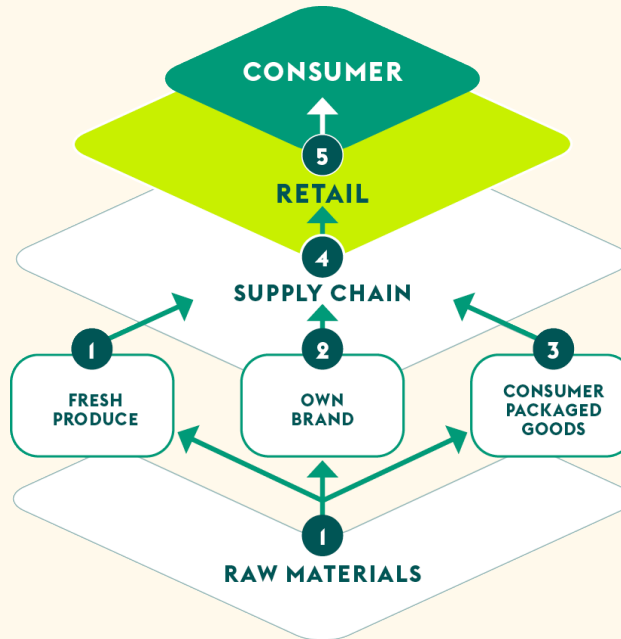 CONSUMER
5
RETAIL
4
SUPPLY CHAIN
1
2
3
FRESH
PRODUCE
OWN
BRAND
CONSUMER
PACKAGED
GOODS
1
RAW MATERIALS